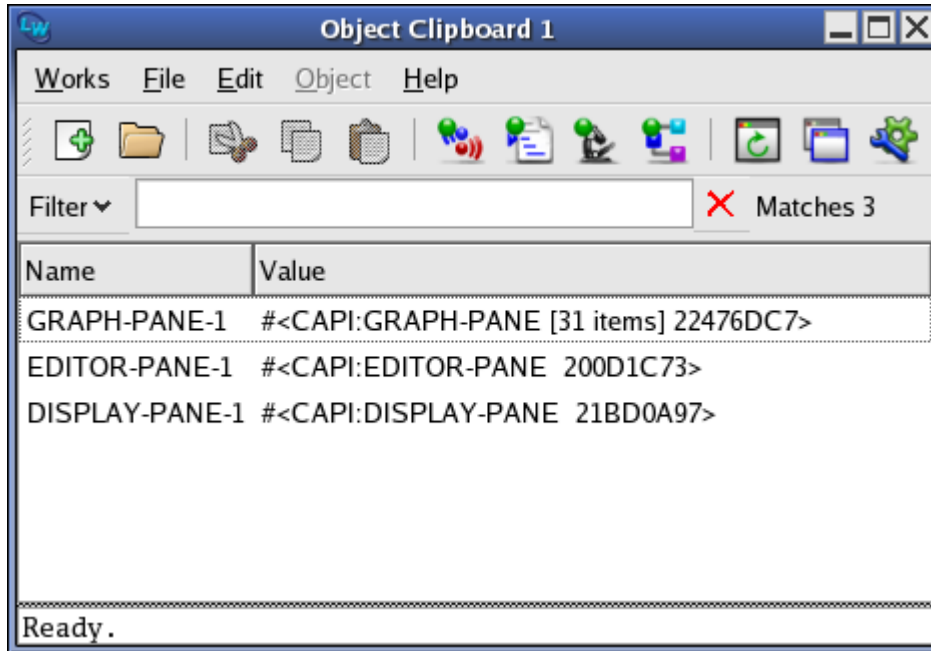 LW Object Clipboard 1
Works File Edit Object Help
Filter Matches 3
Name Value
GRAPH-PANE-1 #<CAPI:GRAPH-PANE [31 items] 22476DC7>
EDITOR-PANE-1 #<CAPI:EDITOR-PANE  200D1C73>
DISPLAY-PANE-1 #<CAPI:DISPLAY-PANE  21BD0A97>
Ready.